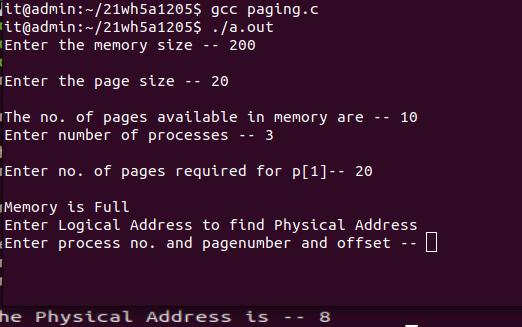 it@admin:~/21wh5a1205$ gcc paging.c
it@admin:~/21wh5a1205$ ./a.out
Enter the memory size -- 200
Enter the page size -- 20
The no. of pages available in memory are -- 10
Enter number of processes -- 3
Enter no. of pages required for p[1]-- 20
Memory is Full
Enter Logical Address to find Physical Address
Enter process no. and pagenumber and offset --
he Physical Address is -- 8